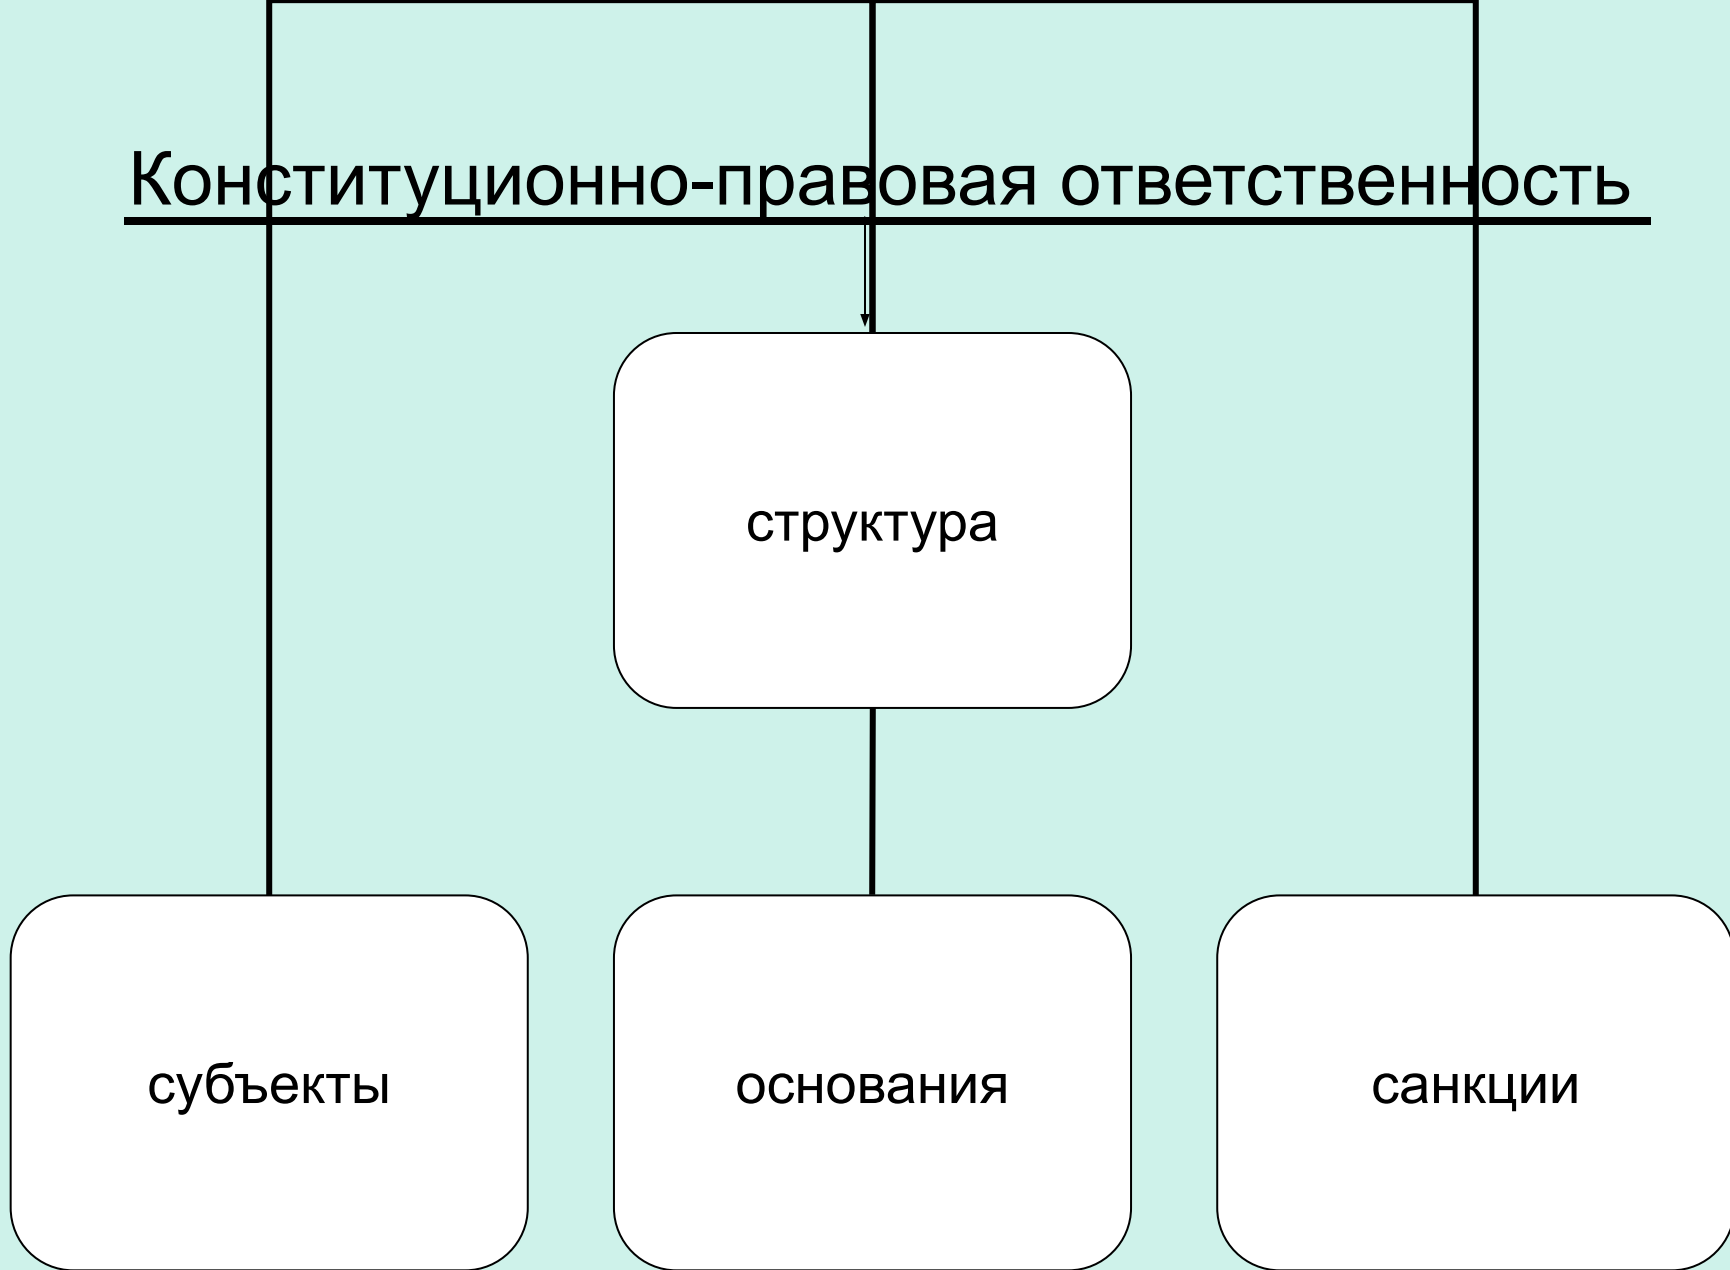 Конституционно-правовая ответственность
структура
субъекты
основания
санкции